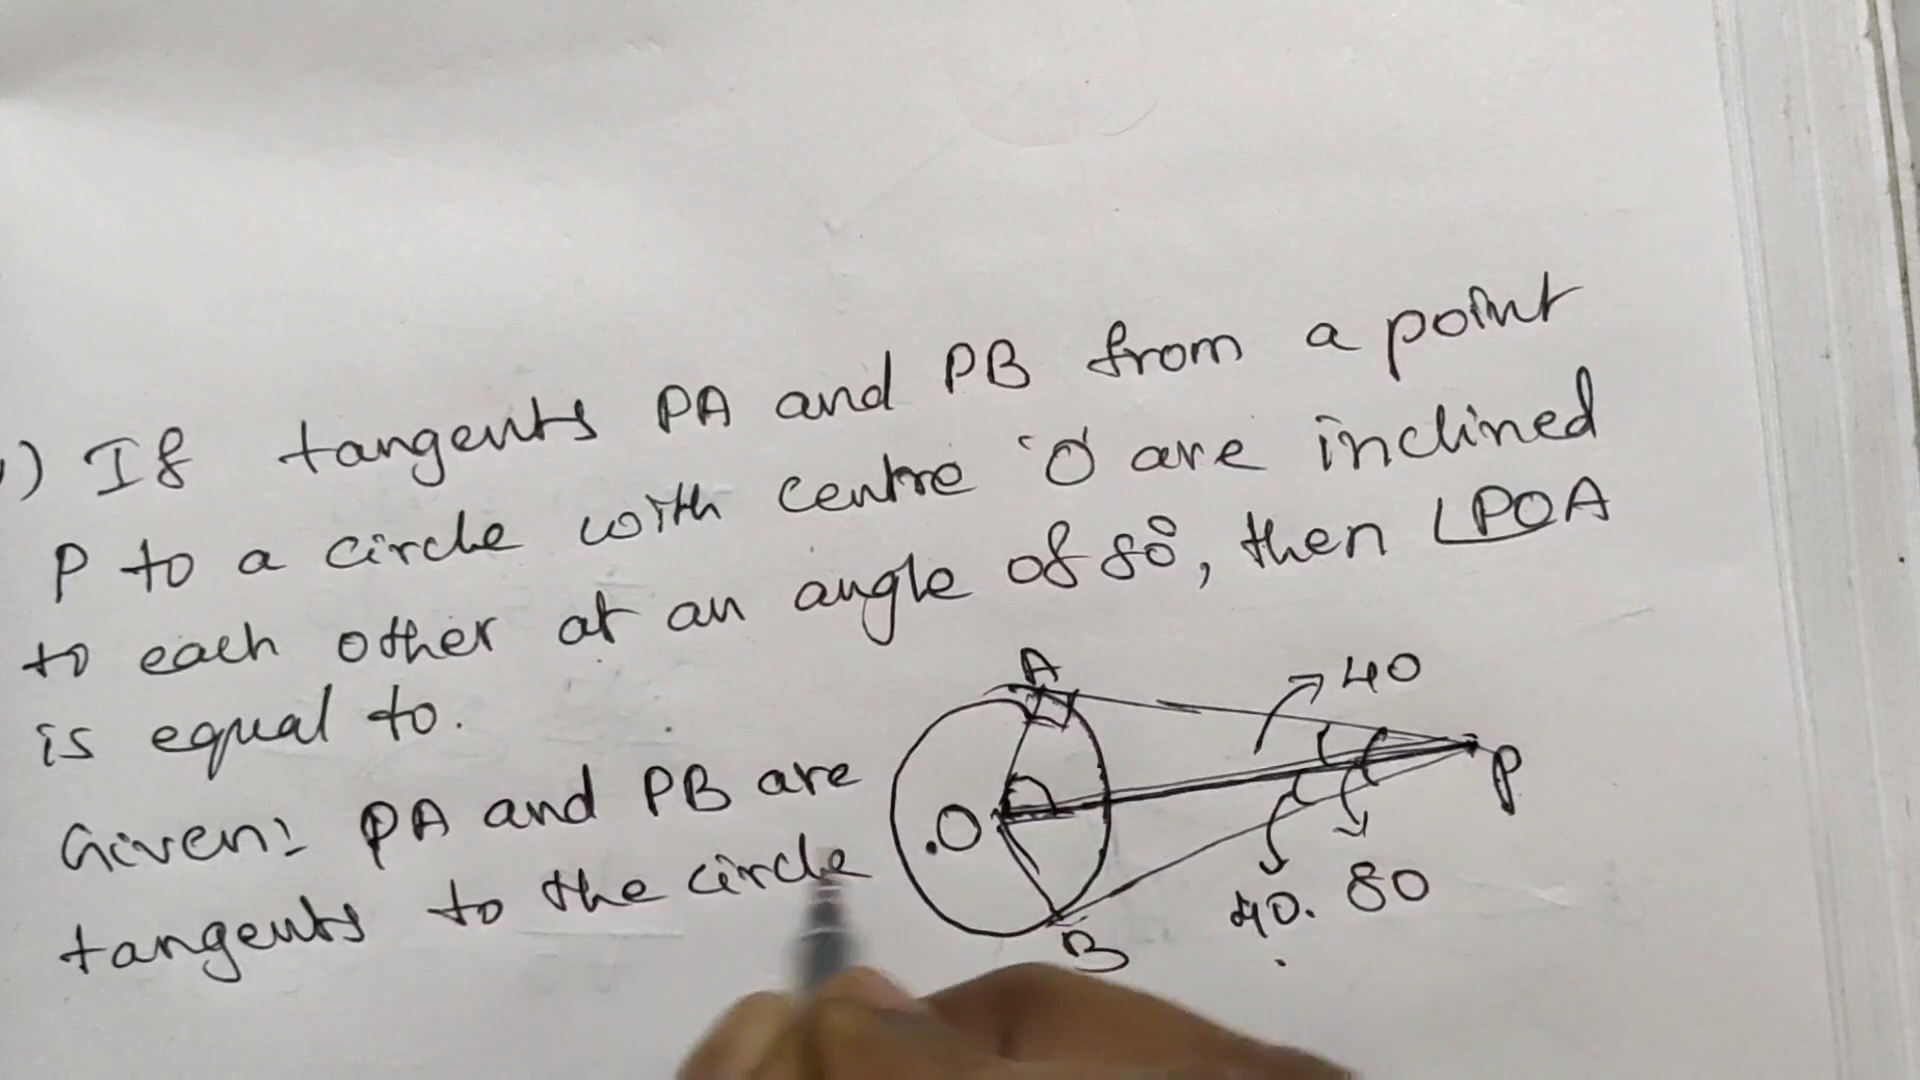 ) If tangents PA and PB from a point
P to a circle with centre 'O' are inclined
to each other at an angle of 80°, then ∠POA
is equal to.
Given: PA and PB are
tangents to the circle
A
40
.O
P
40. 80
B